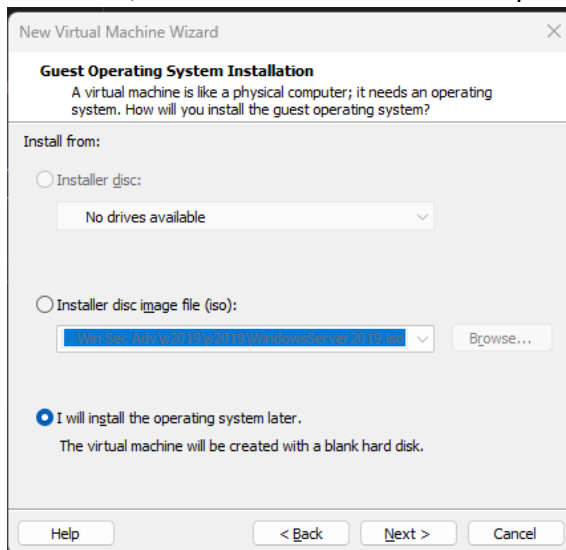 New Virtual Machine Wizard
Guest Operating System Installation
A virtual machine is like a physical computer; it needs an operating
system. How will you install the guest operating system?
Install from:
Installer disc:
No drives available
Installer disc image file (iso):
- Win Sec Adv\s2019\s2019\WindowsServer2019.iso
Browse...
I will install the operating system later.
The virtual machine will be created with a blank hard disk.
Help
< Back
Next >
Cancel